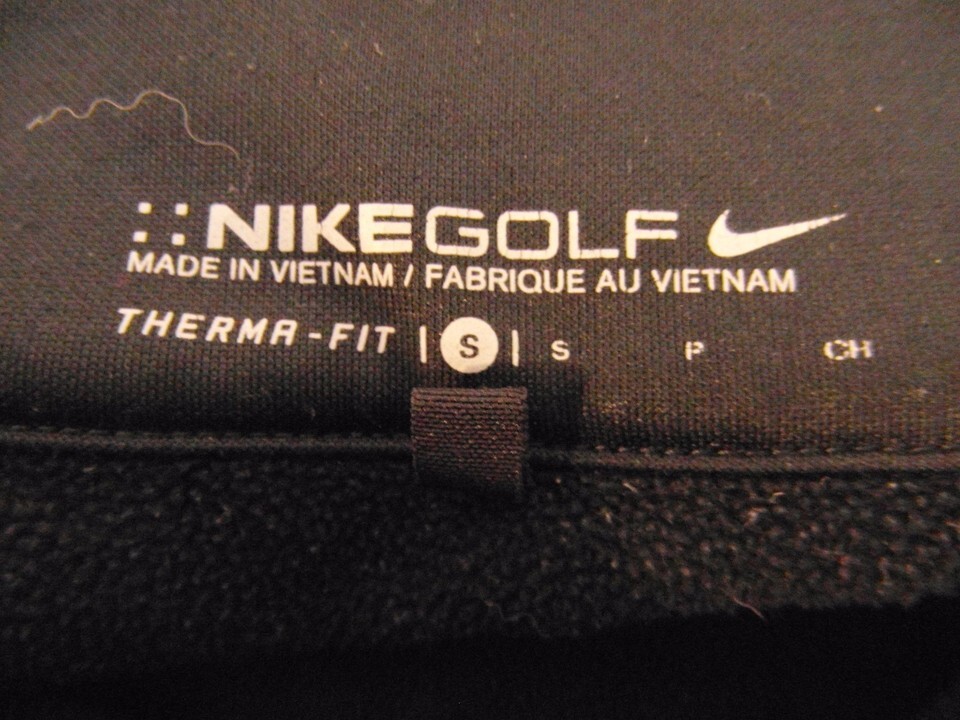 NIKEGOLF
MADE IN VIETNAM / FABRIQUE AU VIETNAM
THERMA-FIT | S | S P CH